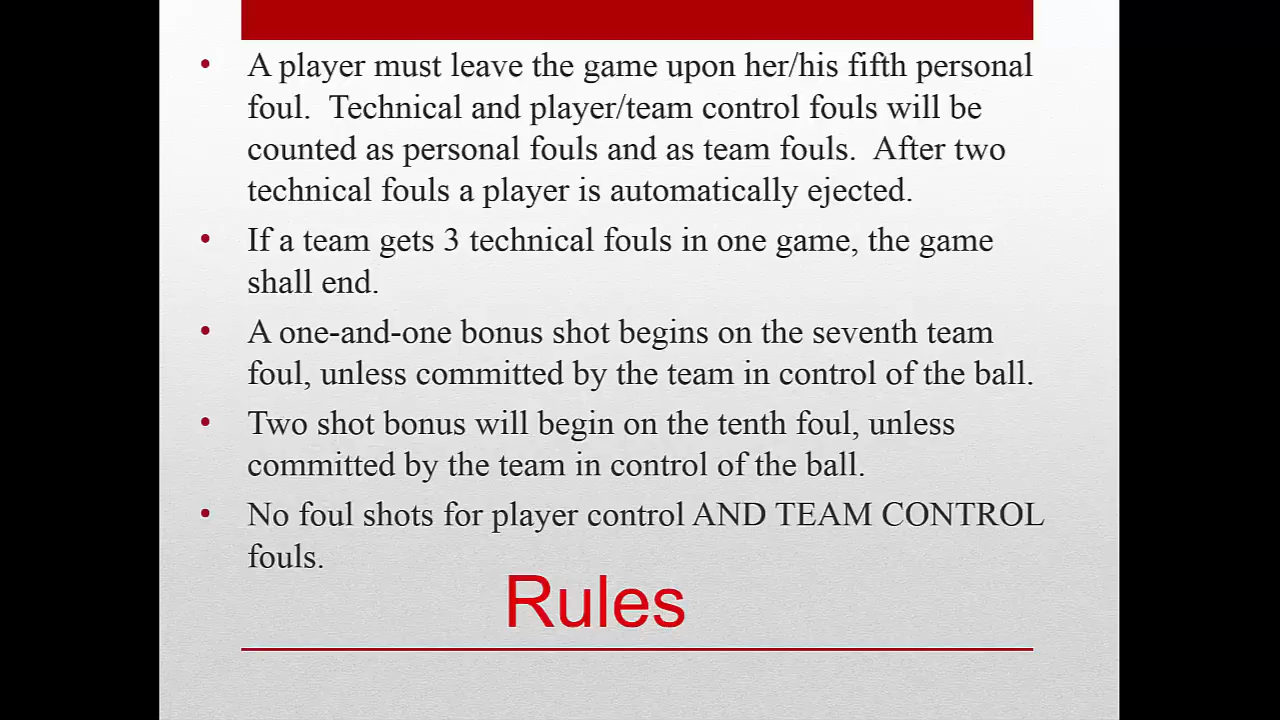 • A player must leave the game upon her/his fifth personal
foul.  Technical and player/team control fouls will be
counted as personal fouls and as team fouls.  After two
technical fouls a player is automatically ejected.
• If a team gets 3 technical fouls in one game, the game
shall end.
• A one-and-one bonus shot begins on the seventh team
foul, unless committed by the team in control of the ball.
• Two shot bonus will begin on the tenth foul, unless
committed by the team in control of the ball.
• No foul shots for player control AND TEAM CONTROL
fouls.
Rules